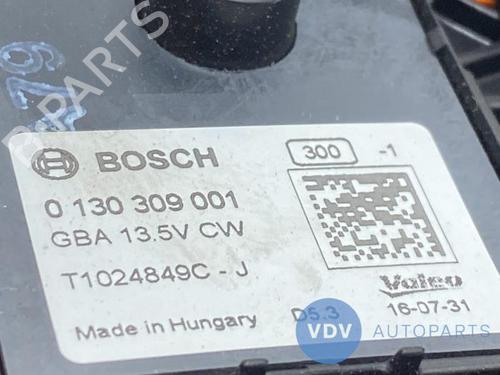 B-PARTS
BOSCH
300 -1
0 130 309 001
GBA 13.5V CW
T1024849C - J
Valeo
D5.3 16-07-31
Made in Hungary
VDV AUTOPARTS